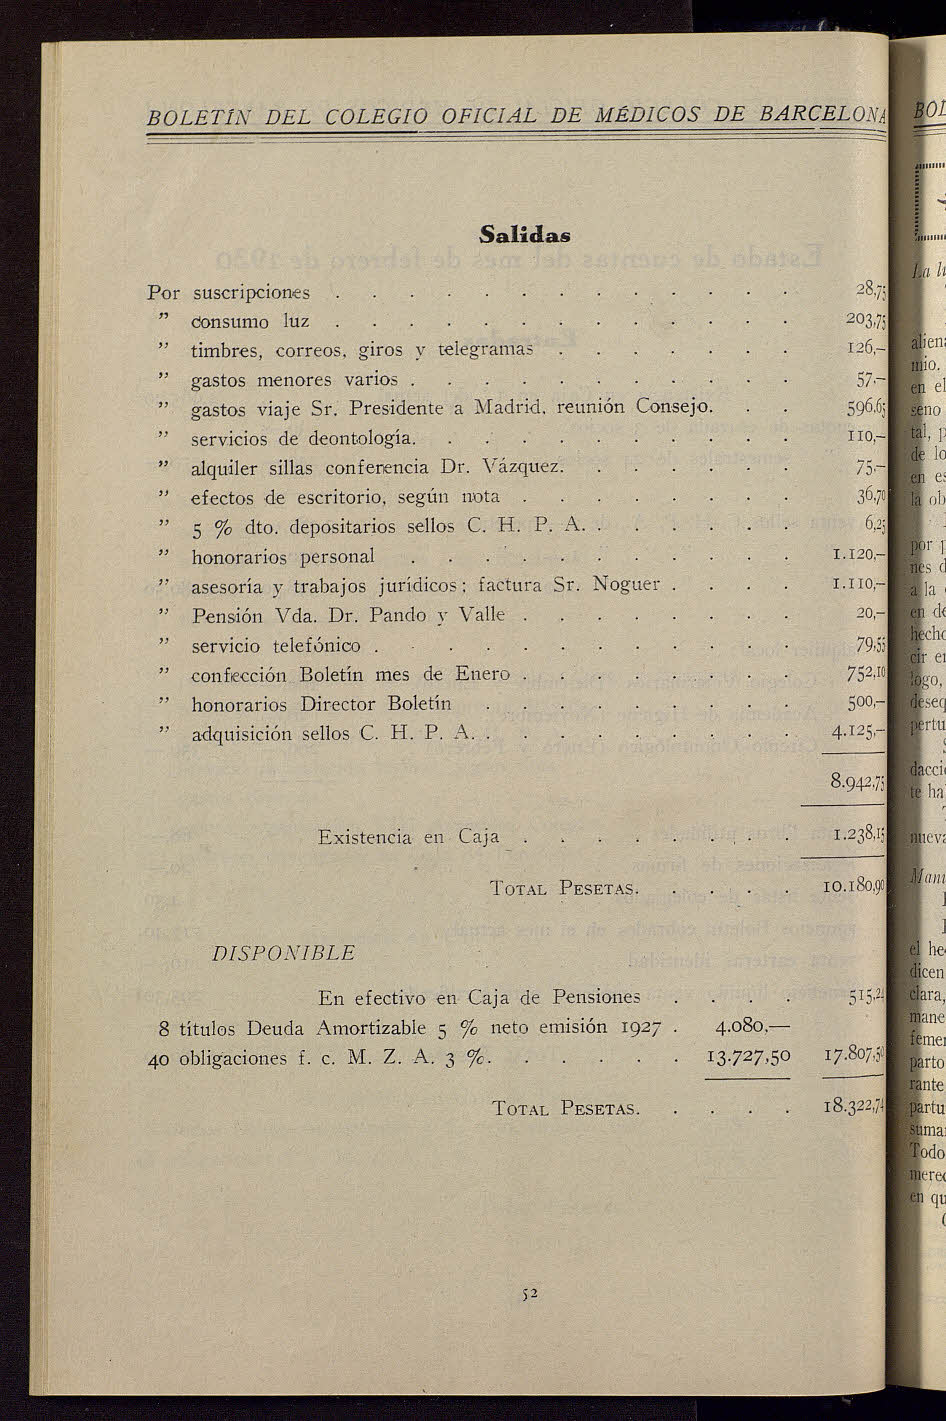 BOLETÍN DEL COLEGIO OFICIAL DE MÉDICOS DE BARCELONA
Salidas
Por suscripciones . . . . . . . . . . . . . 28,75
” consumo luz . . . . . . . . . . . . . 203,75
” timbres, correos, giros y telegramas . . . . . . . 126,—
” gastos menores varios . . . . . . . . . . . 57,—
” gastos viaje Sr. Presidente a Madrid, reunión Consejo. . . 596,65
” servicios de deontología. . . . . . . . . . . 110,—
” alquiler sillas conferencia Dr. Vázquez. . . . . . . 75,—
” efectos de escritorio, según nota . . . . . . . . 36,70
” 5 % dto. depositarios sellos C. H. P. A. . . . . . . 6,25
” honorarios personal . . . . . . . . . . . 1.120,—
” asesoría y trabajos jurídicos; factura Sr. Noguer . . . . 1.110,—
” Pensión Vda. Dr. Pando y Valle . . . . . . . . 20,—
” servicio telefónico . . . . . . . . . . . . 79,55
” confección Boletín mes de Enero . . . . . . . . 752,10
” honorarios Director Boletín . . . . . . . . . 500,—
” adquisición sellos C. H. P. A. . . . . . . . . . 4.125,—
8.942,75
Existencia en Caja . . . . . . . . 1.238,15
TOTAL PESETAS. . . . . 10.180,90
DISPONIBLE
En efectivo en Caja de Pensiones . . . . 515,24
8 títulos Deuda Amortizable 5 % neto emisión 1927 . 4.080,—
40 obligaciones f. c. M. Z. A. 3 %. . . . . . 13.727,50 17.807,50
TOTAL PESETAS. . . . . 18.322,74
52